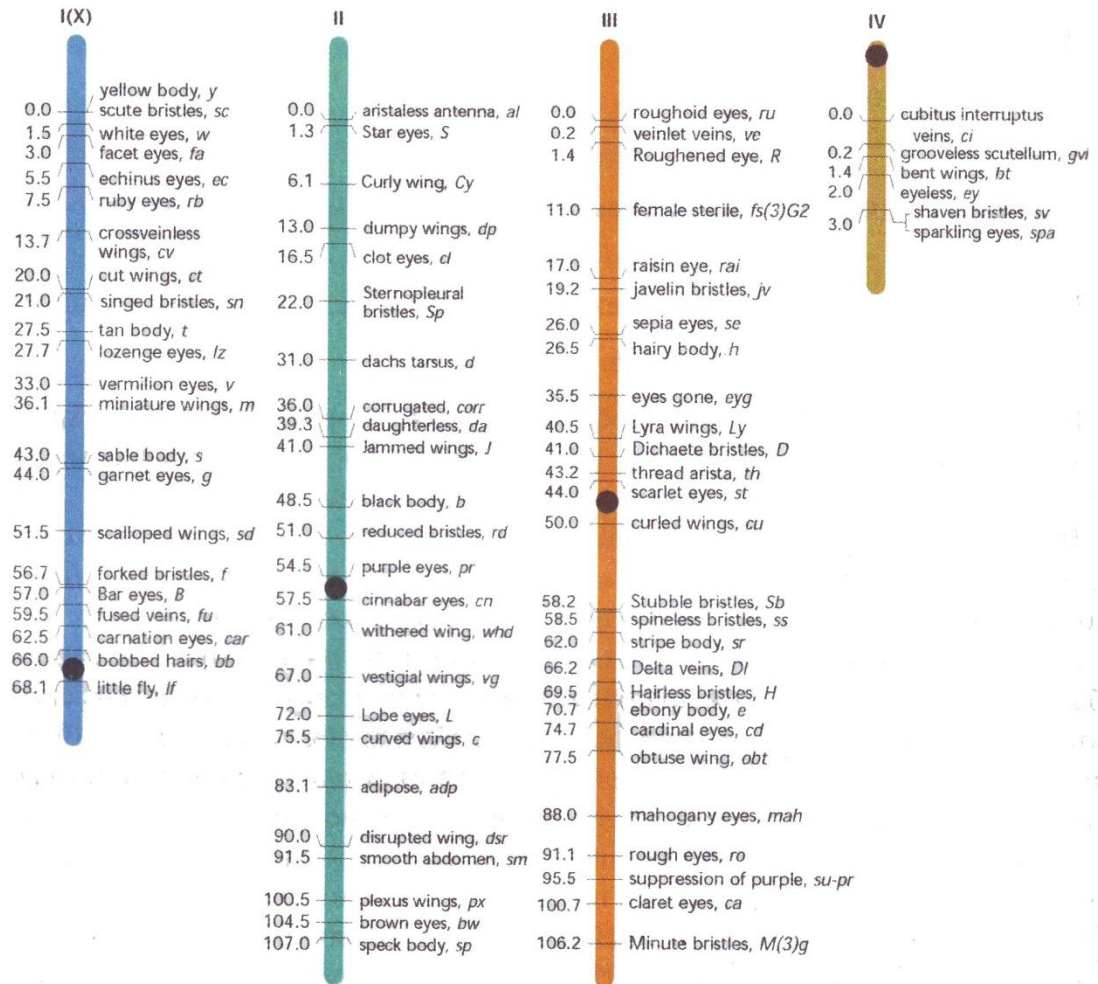 I(X)
yellow body, y
0.0 scute bristles, sc
1.5 white eyes, w
3.0 facet eyes, fa
5.5 echinus eyes, ec
7.5 ruby eyes, rb
crossveinless
13.7 wings, cv
20.0 cut wings, ct
21.0 singed bristles, sn
27.5 tan body, t
27.7 lozenge eyes, lz
33.0 vermilion eyes, v
36.1 miniature wings, m
43.0 sable body, s
44.0 garnet eyes, g
51.5 scalloped wings, sd
56.7 forked bristles, f
57.0 Bar eyes, B
59.5 fused veins, fu
62.5 carnation eyes, car
66.0 bobbed hairs, bb
68.1 little fly, lf
II
0.0 aristaless antenna, al
1.3 Star eyes, S
6.1 Curly wing, Cy
13.0 dumpy wings, dp
16.5 clot eyes, cl
22.0 Sternopleural
bristles, Sp
31.0 dachs tarsus, d
36.0 corrugated, corr
39.3 daughterless, da
41.0 Jammed wings, J
48.5 black body, b
51.0 reduced bristles, rd
54.5 purple eyes, pr
57.5 cinnabar eyes, cn
61.0 withered wing, whd
67.0 vestigial wings, vg
72.0 Lobe eyes, L
75.5 curved wings, c
83.1 adipose, adp
90.0 disrupted wing, dsr
91.5 smooth abdomen, sm
100.5 plexus wings, px
104.5 brown eyes, bw
107.0 speck body, sp
III
0.0 roughoid eyes, ru
0.2 veinlet veins, ve
1.4 Roughened eye, R
11.0 female sterile, fs(3)G2
17.0 raisin eye, rai
19.2 javelin bristles, jv
26.0 sepia eyes, se
26.5 hairy body, h
35.5 eyes gone, eyg
40.5 Lyra wings, Ly
41.0 Dichaete bristles, D
43.2 thread arista, th
44.0 scarlet eyes, st
50.0 curled wings, cu
58.2 Stubble bristles, Sb
58.5 spineless bristles, ss
62.0 stripe body, sr
66.2 Delta veins, Dl
69.5 Hairless bristles, H
70.7 ebony body, e
74.7 cardinal eyes, cd
77.5 obtuse wing, obt
88.0 mahogany eyes, mah
91.1 rough eyes, ro
95.5 suppression of purple, su-pr
100.7 claret eyes, ca
106.2 Minute bristles, M(3)g
IV
0.0 cubitus interruptus
veins, ci
0.2 grooveless scutellum, gvl
1.4 bent wings, bt
2.0 eyeless, ey
3.0 shaven bristles, sv
sparkling eyes, spa